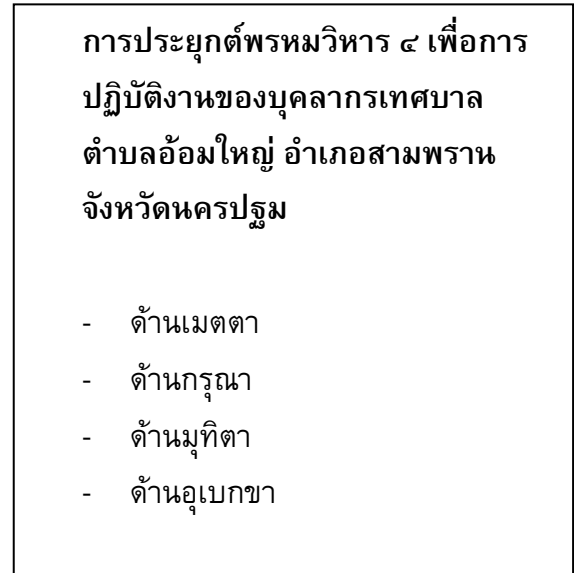 การประยุกต์พรหมวิหาร ๔ เพื่อการ
ปฏิบัติงานของบุคลากรเทศบาล
ตำบลอ้อมใหญ่ อำเภอสามพราน
จังหวัดนครปฐม
- ด้านเมตตา
- ด้านกรุณา
- ด้านมุทิตา
- ด้านอุเบกขา